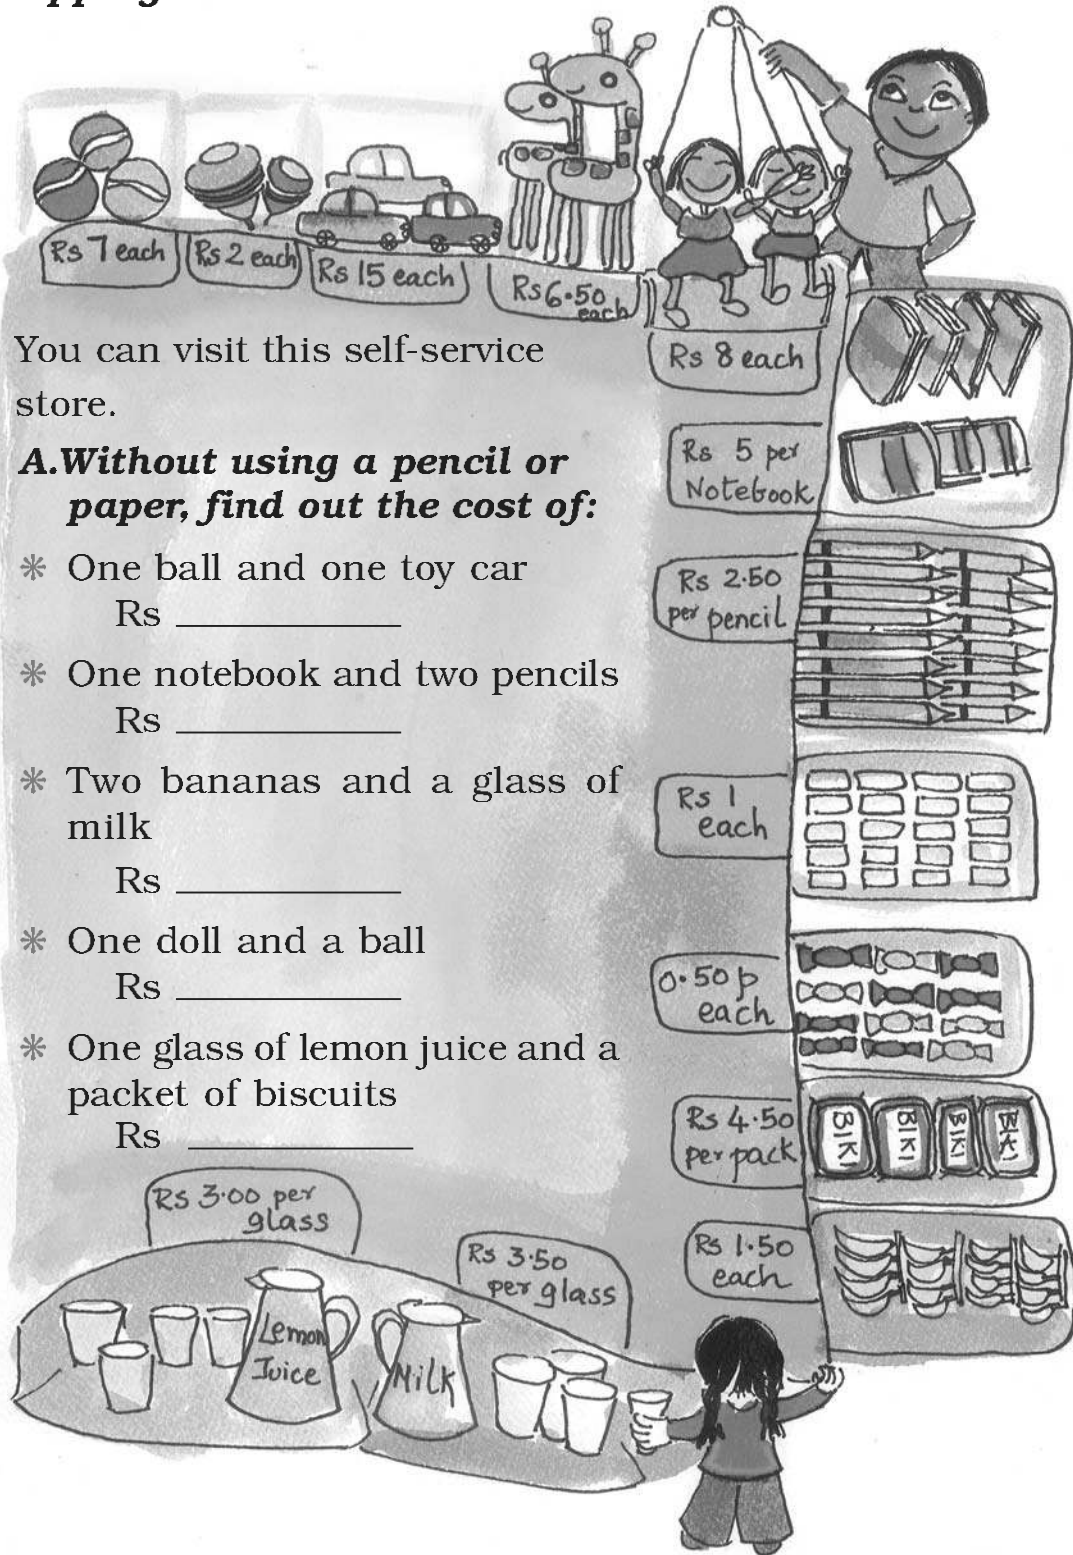 Rs 7 each
Rs 2 each
Rs 15 each
Rs 6.50
each
Rs 8 each
You can visit this self-service
store.
A.Without using a pencil or
paper, find out the cost of:
❋ One ball and one toy car
Rs ___________
❋ One notebook and two pencils
Rs ___________
❋ Two bananas and a glass of
milk
Rs ___________
❋ One doll and a ball
Rs ___________
❋ One glass of lemon juice and a
packet of biscuits
Rs ___________
Rs 5 per
Notebook
Rs 2.50
per pencil
Rs 1
each
0.50 p
each
Rs 4.50
per pack
BIKI
BIKI
BIKI
BIKI
Rs 1.50
each
Rs 3.00 per
glass
Rs 3.50
per glass
Lemon
Juice
Milk